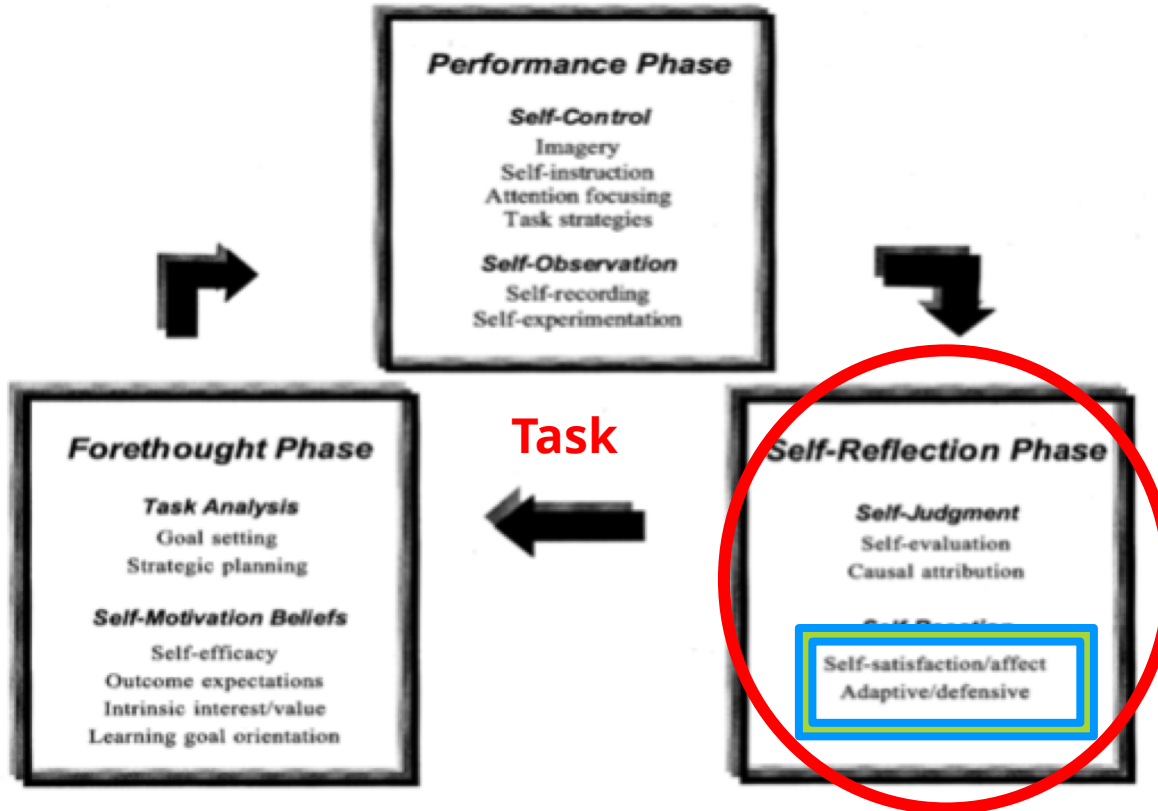 Performance Phase
Self-Control
Imagery
Self-instruction
Attention focusing
Task strategies
Self-Observation
Self-recording
Self-experimentation
Forethought Phase
Task Analysis
Goal setting
Strategic planning
Self-Motivation Beliefs
Self-efficacy
Outcome expectations
Intrinsic interest/value
Learning goal orientation
Task
Self-Reflection Phase
Self-Judgment
Self-evaluation
Causal attribution
Self-satisfaction/affect
Adaptive/defensive